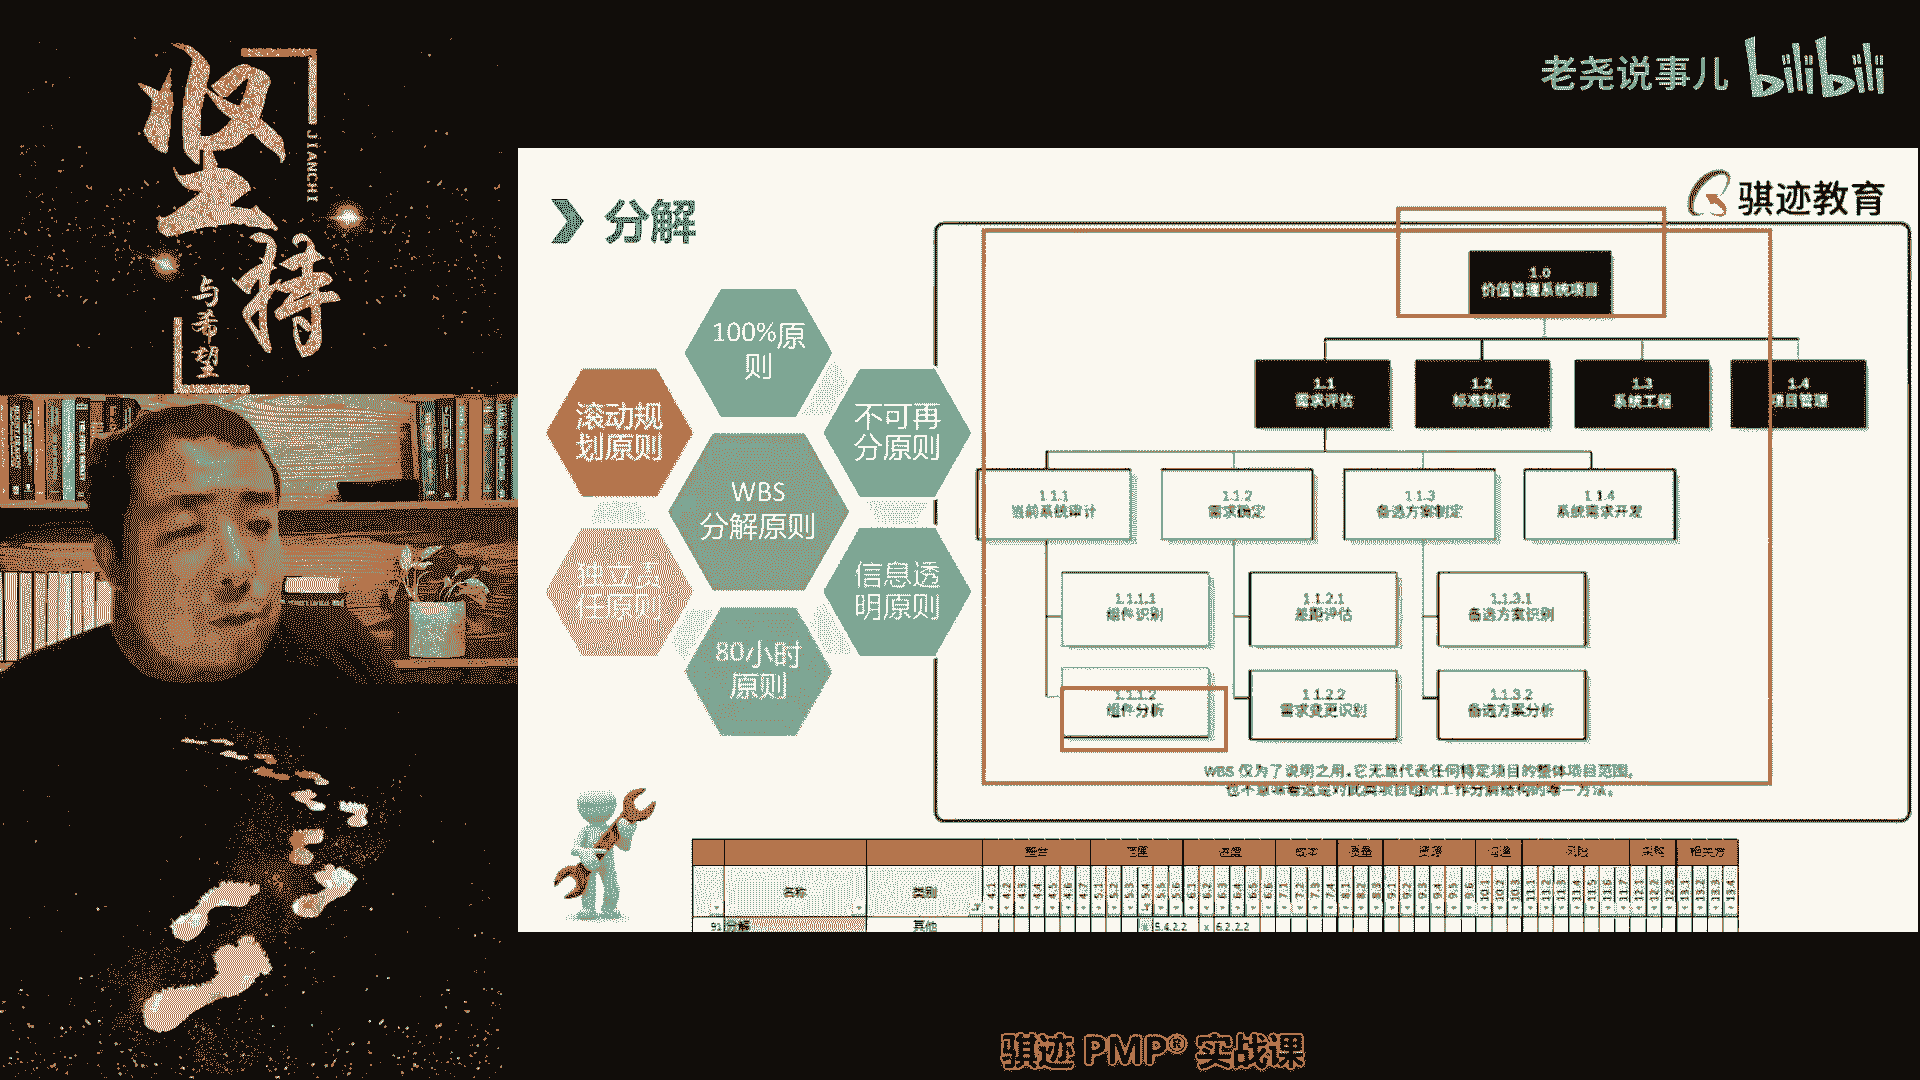 坚持
JIANCHI
与希望
老尧说事儿 bilibili
骐迹教育
分解
100%原
则
滚动规
划原则
不可再
分原则
WBS
分解原则
独立责
任原则
信息透
明原则
80小时
原则
1.0
价值管理系统项目
1.1
需求评估
1.2
标准制定
1.3
系统工程
1.4
项目管理
1.1.1
当前系统审计
1.1.2
需求确定
1.1.3
备选方案制定
1.1.4
系统需求开发
1.1.1.1
组件识别
1.1.2.1
差距评估
1.1.3.1
备选方案识别
1.1.1.2
组件分析
1.1.2.2
需求变更识别
1.1.3.2
备选方案分析
WBS 仅为了说明之用，它无意代表任何特定项目的整体项目范围，
也不意味着这是对此类项目组织工作分解结构的唯一方法。
名称 类别 整合 范围 进度 成本 质量 资源 沟通 风险 采购 相关方
91 分解 其他 x 5.4.2.2 x 6.2.2.2
骐迹 PMP® 实战课